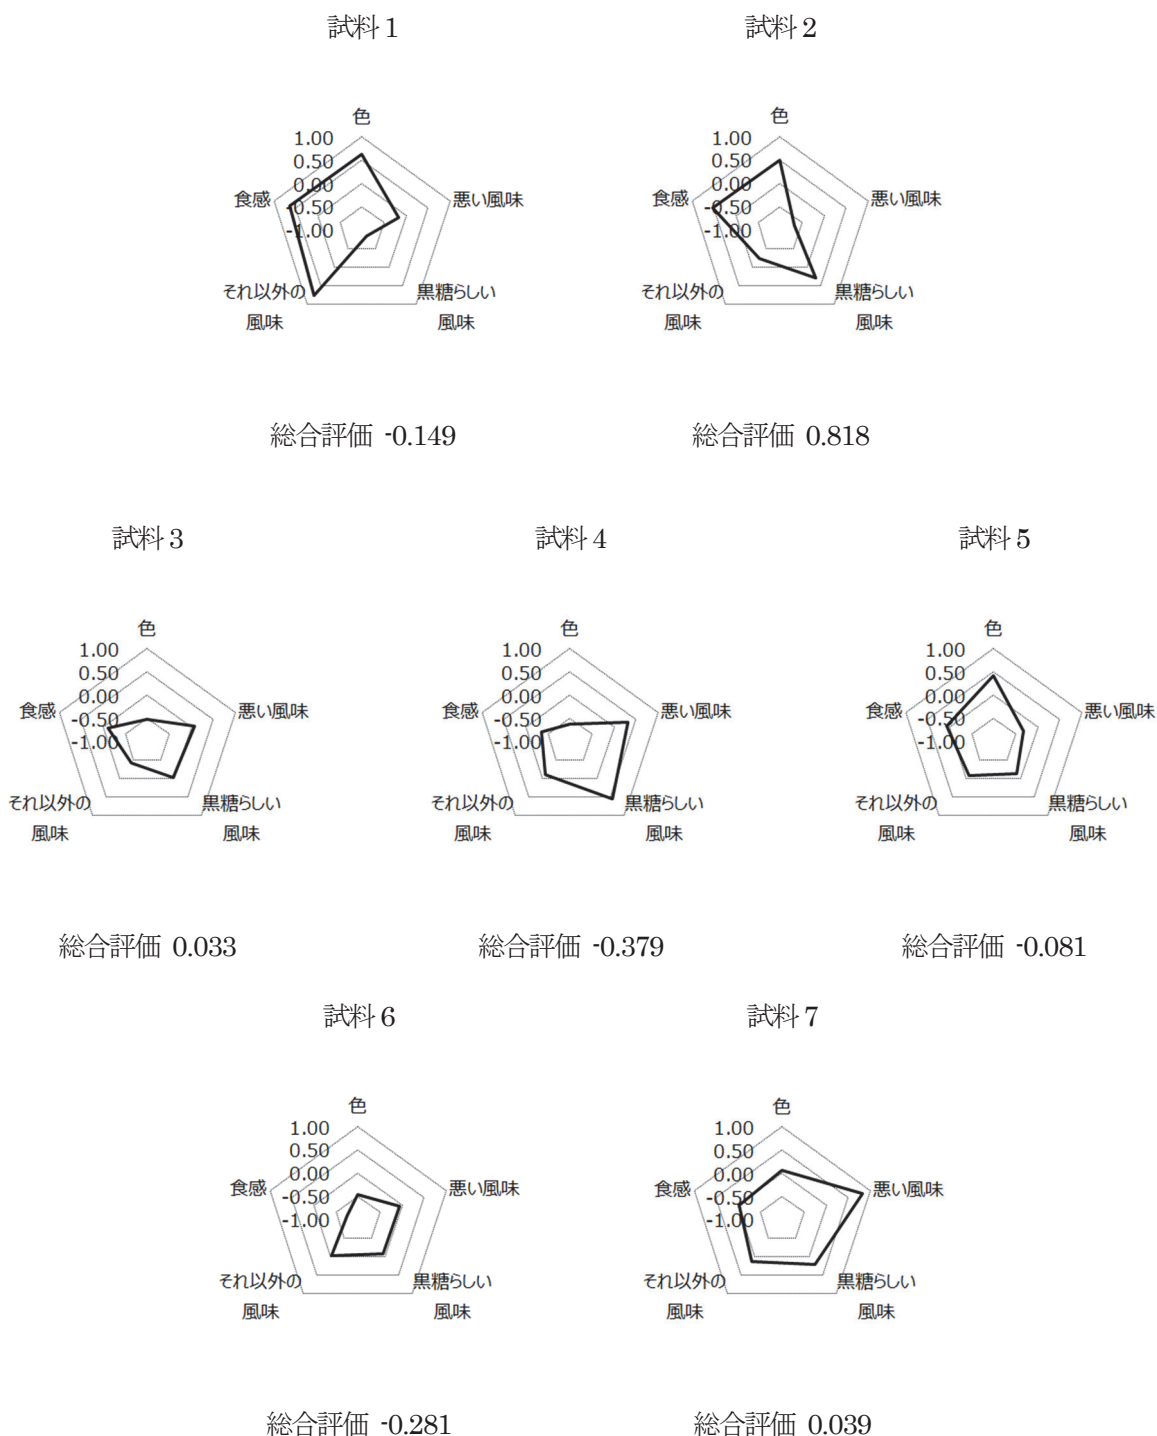 試料 1
色
1.00
0.50
0.00
-0.50
-1.00
食感
悪い風味
それ以外の
風味
黒糖らしい
風味
総合評価 -0.149
試料 2
色
1.00
0.50
0.00
-0.50
-1.00
食感
悪い風味
それ以外の
風味
黒糖らしい
風味
総合評価 0.818
試料 3
色
1.00
0.50
0.00
-0.50
-1.00
食感
悪い風味
それ以外の
風味
黒糖らしい
風味
総合評価 0.033
試料 4
色
1.00
0.50
0.00
-0.50
-1.00
食感
悪い風味
それ以外の
風味
黒糖らしい
風味
総合評価 -0.379
試料 5
色
1.00
0.50
0.00
-0.50
-1.00
食感
悪い風味
それ以外の
風味
黒糖らしい
風味
総合評価 -0.081
試料 6
色
1.00
0.50
0.00
-0.50
-1.00
食感
悪い風味
それ以外の
風味
黒糖らしい
風味
総合評価 -0.281
試料 7
色
1.00
0.50
0.00
-0.50
-1.00
食感
悪い風味
それ以外の
風味
黒糖らしい
風味
総合評価 0.039